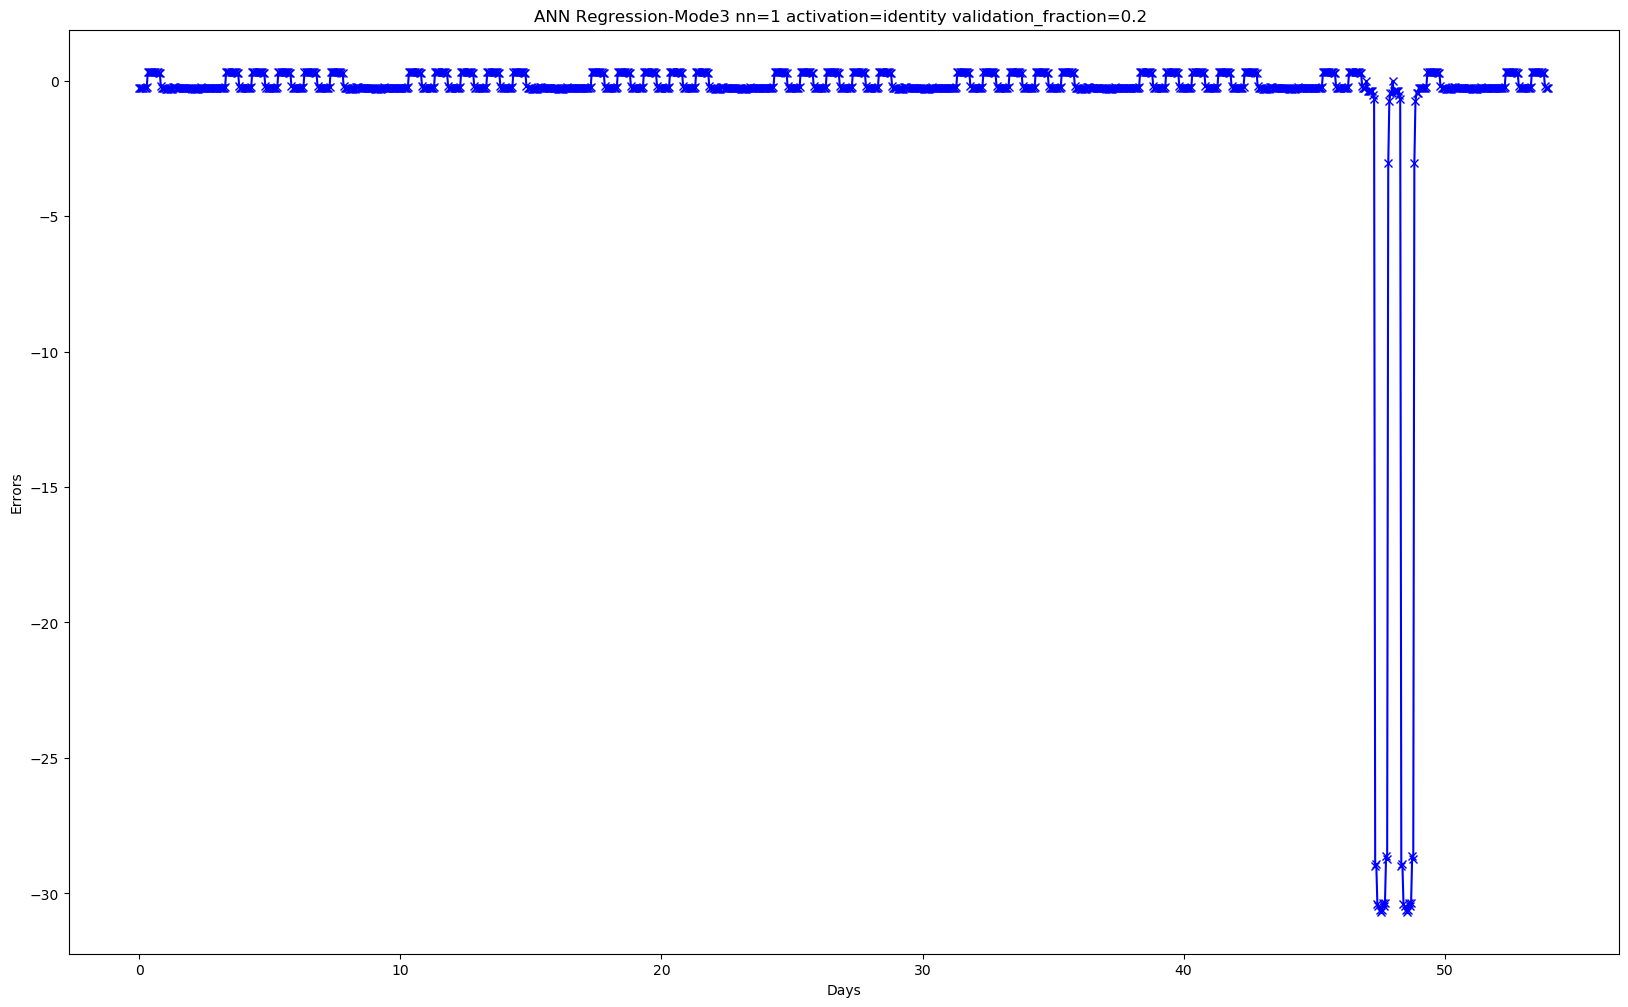 ANN Regression-Mode3 nn=1 activation=identity validation_fraction=0.2
0
−5
−10
−15
−20
−25
−30
Errors
0 10 20 30 40 50
Days